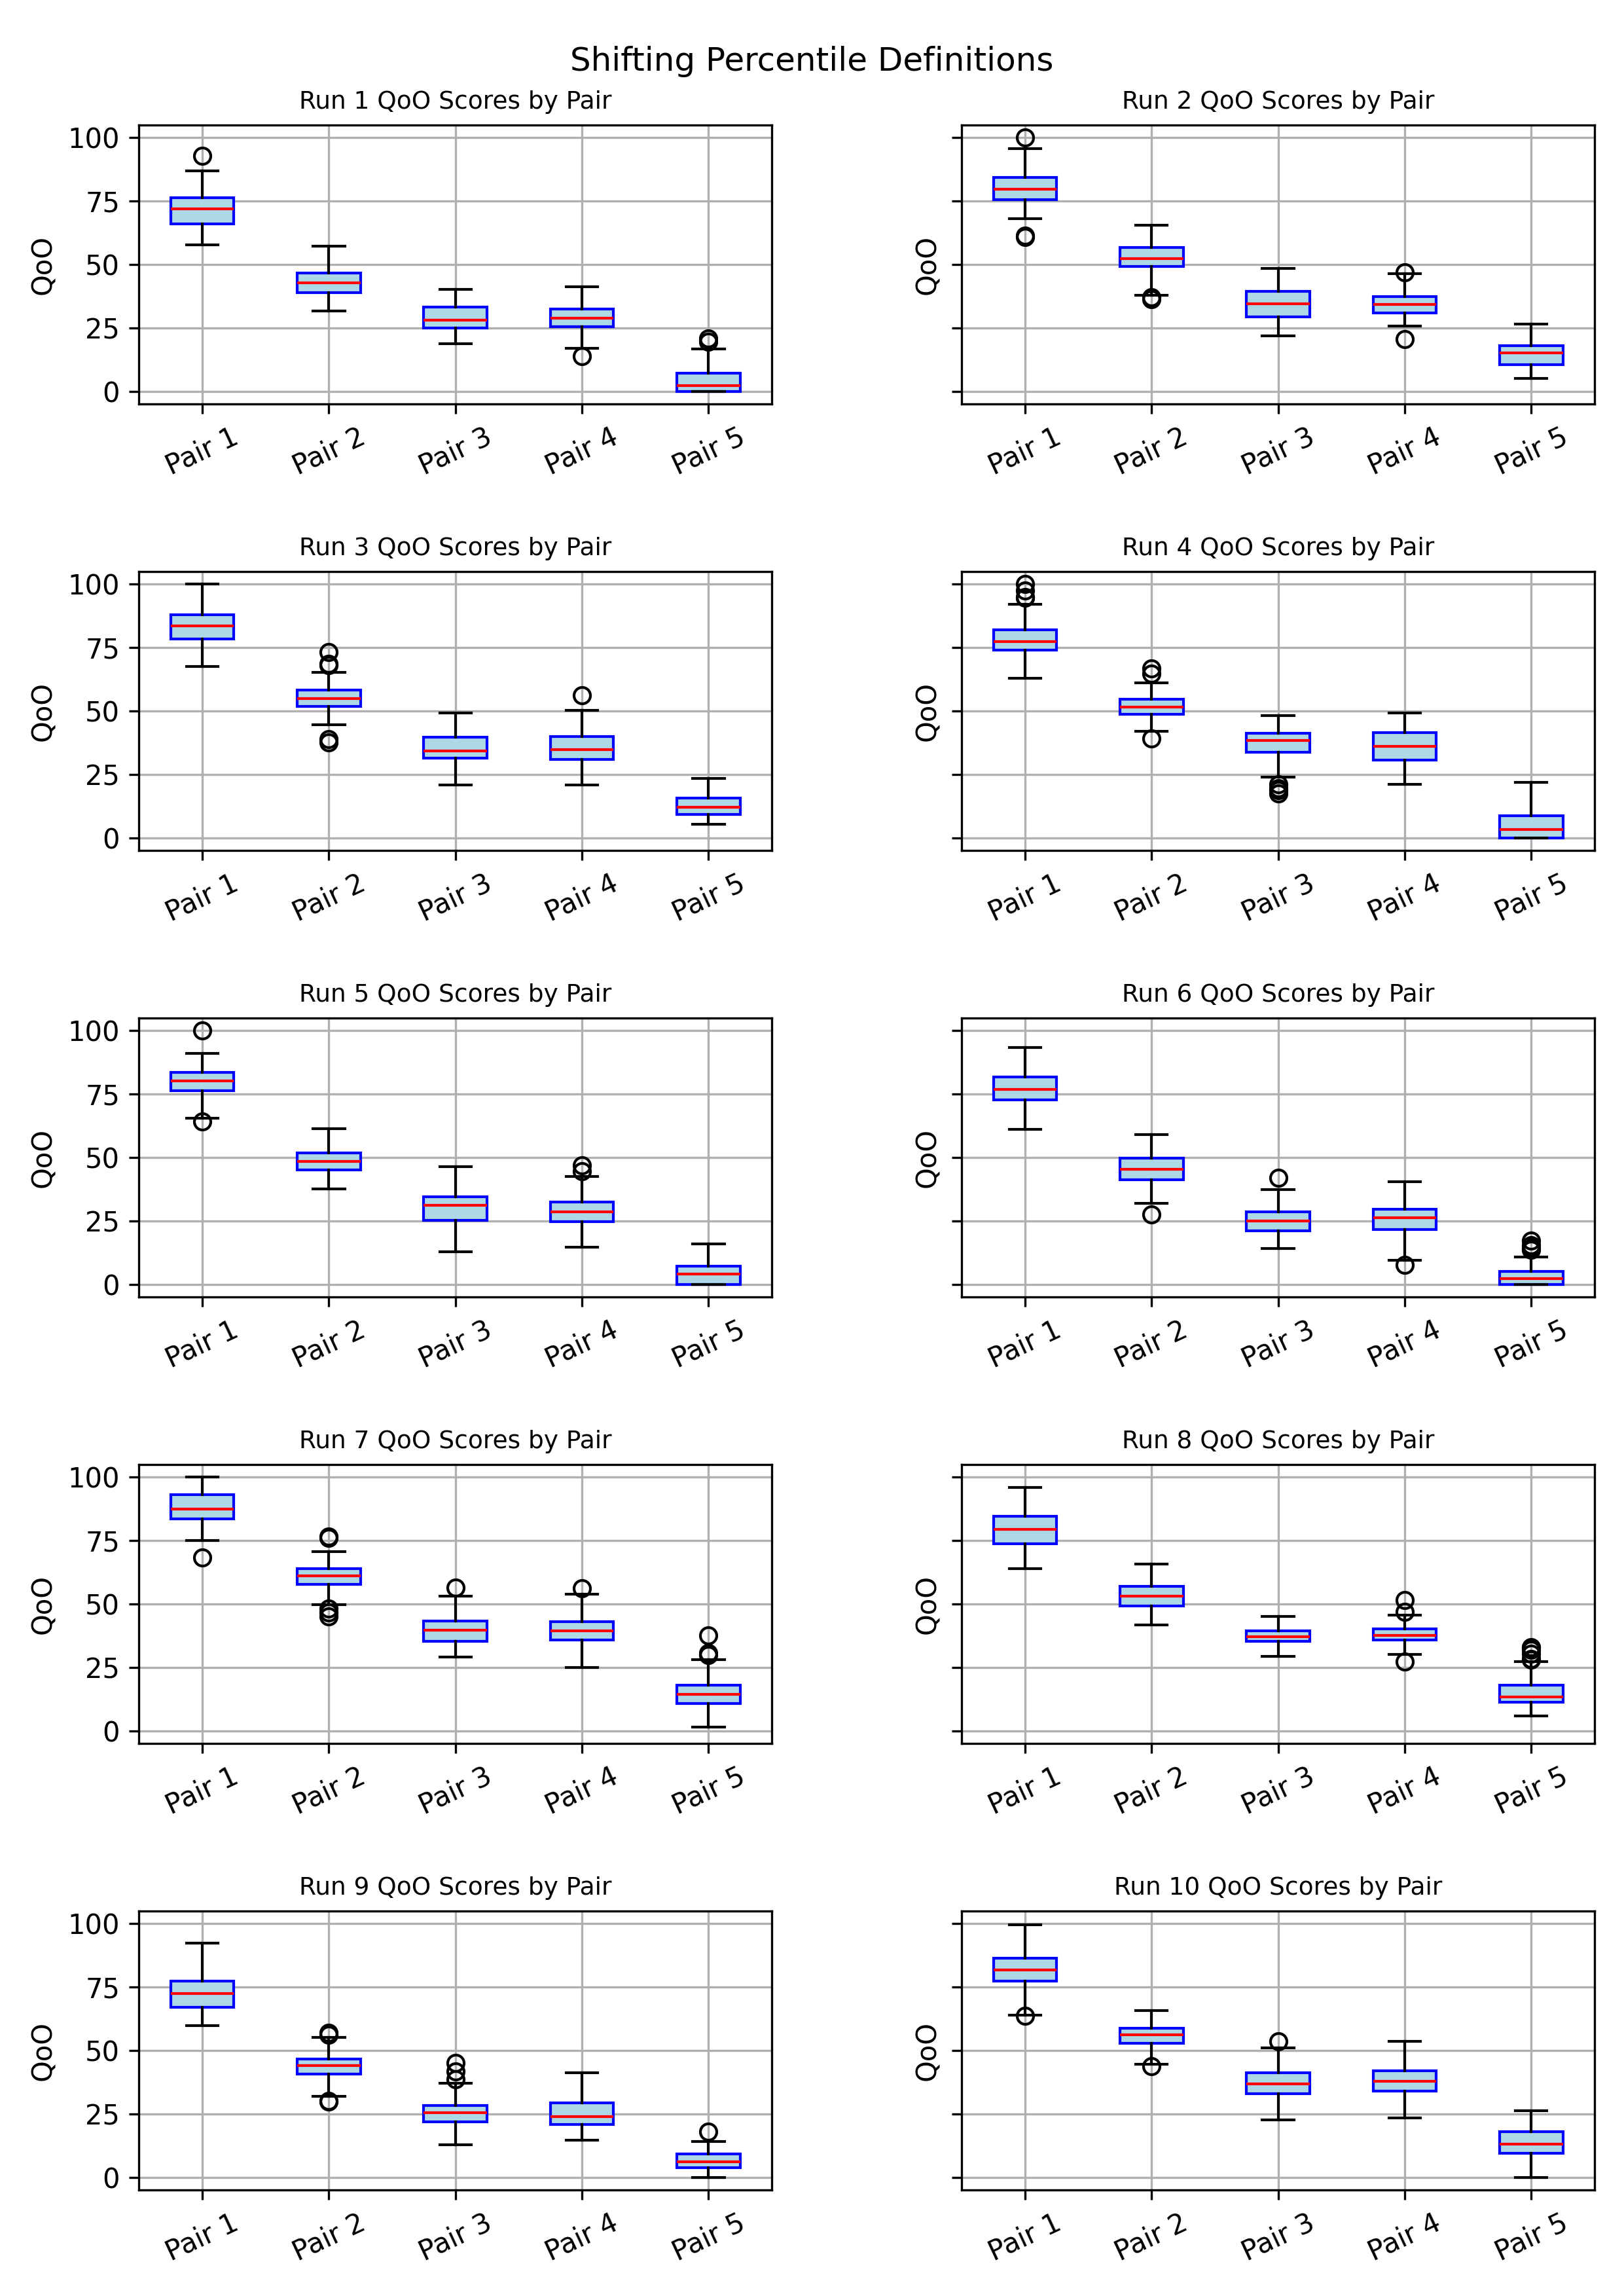 Shifting Percentile Definitions
Run 1 QoO Scores by Pair
QoO
100
75
50
25
0
Pair 1 Pair 2 Pair 3 Pair 4 Pair 5
Run 2 QoO Scores by Pair
QoO
Pair 1 Pair 2 Pair 3 Pair 4 Pair 5
Run 3 QoO Scores by Pair
QoO
100
75
50
25
0
Pair 1 Pair 2 Pair 3 Pair 4 Pair 5
Run 4 QoO Scores by Pair
QoO
Pair 1 Pair 2 Pair 3 Pair 4 Pair 5
Run 5 QoO Scores by Pair
QoO
100
75
50
25
0
Pair 1 Pair 2 Pair 3 Pair 4 Pair 5
Run 6 QoO Scores by Pair
QoO
Pair 1 Pair 2 Pair 3 Pair 4 Pair 5
Run 7 QoO Scores by Pair
QoO
100
75
50
25
0
Pair 1 Pair 2 Pair 3 Pair 4 Pair 5
Run 8 QoO Scores by Pair
QoO
Pair 1 Pair 2 Pair 3 Pair 4 Pair 5
Run 9 QoO Scores by Pair
QoO
100
75
50
25
0
Pair 1 Pair 2 Pair 3 Pair 4 Pair 5
Run 10 QoO Scores by Pair
QoO
Pair 1 Pair 2 Pair 3 Pair 4 Pair 5